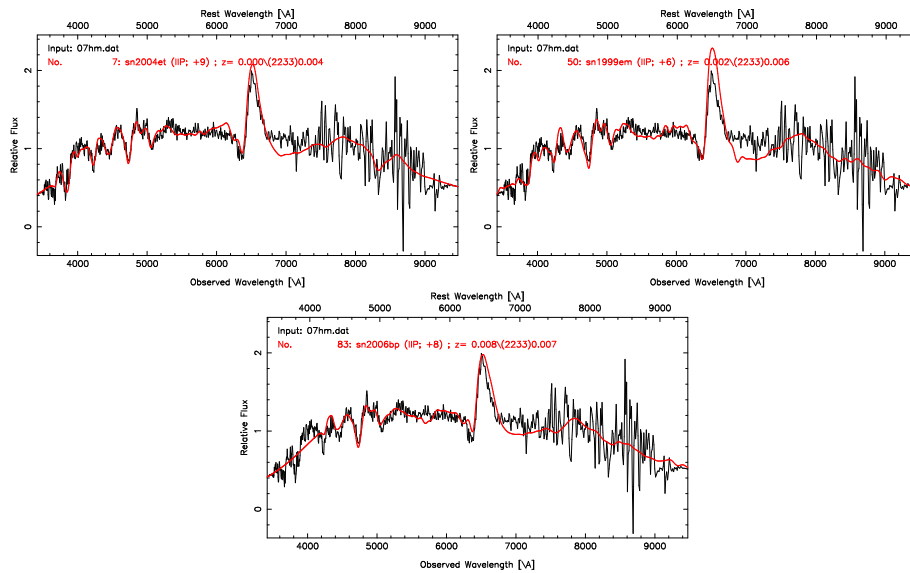 Rest Wavelength [\A]
4000 5000 6000 7000 8000 9000
Input: 07hm.dat
No. 7: sn2004et (IIP; +9) ; z= 0.000\(2233)0.004
Relative Flux
2
1
0
4000 5000 6000 7000 8000 9000
Observed Wavelength [\A]
Rest Wavelength [\A]
4000 5000 6000 7000 8000 9000
Input: 07hm.dat
No. 50: sn1999em (IIP; +6) ; z= 0.002\(2233)0.006
Relative Flux
2
1
0
4000 5000 6000 7000 8000 9000
Observed Wavelength [\A]
Rest Wavelength [\A]
4000 5000 6000 7000 8000 9000
Input: 07hm.dat
No. 83: sn2006bp (IIP; +8) ; z= 0.008\(2233)0.007
Relative Flux
2
1
0
4000 5000 6000 7000 8000 9000
Observed Wavelength [\A]